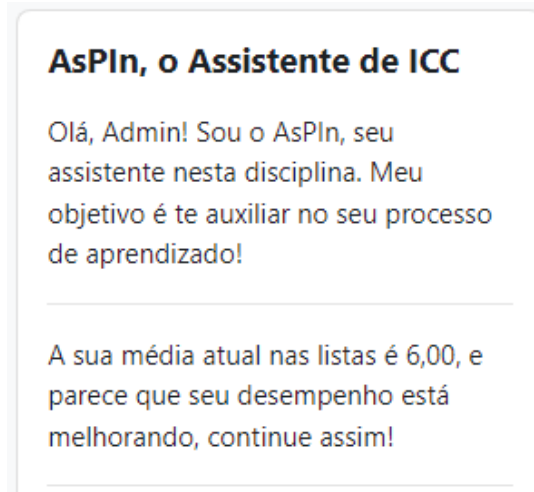 AsPIn, o Assistente de ICC
Olá, Admin! Sou o AsPIn, seu
assistente nesta disciplina. Meu
objetivo é te auxiliar no seu processo
de aprendizado!
A sua média atual nas listas é 6,00, e
parece que seu desempenho está
melhorando, continue assim!